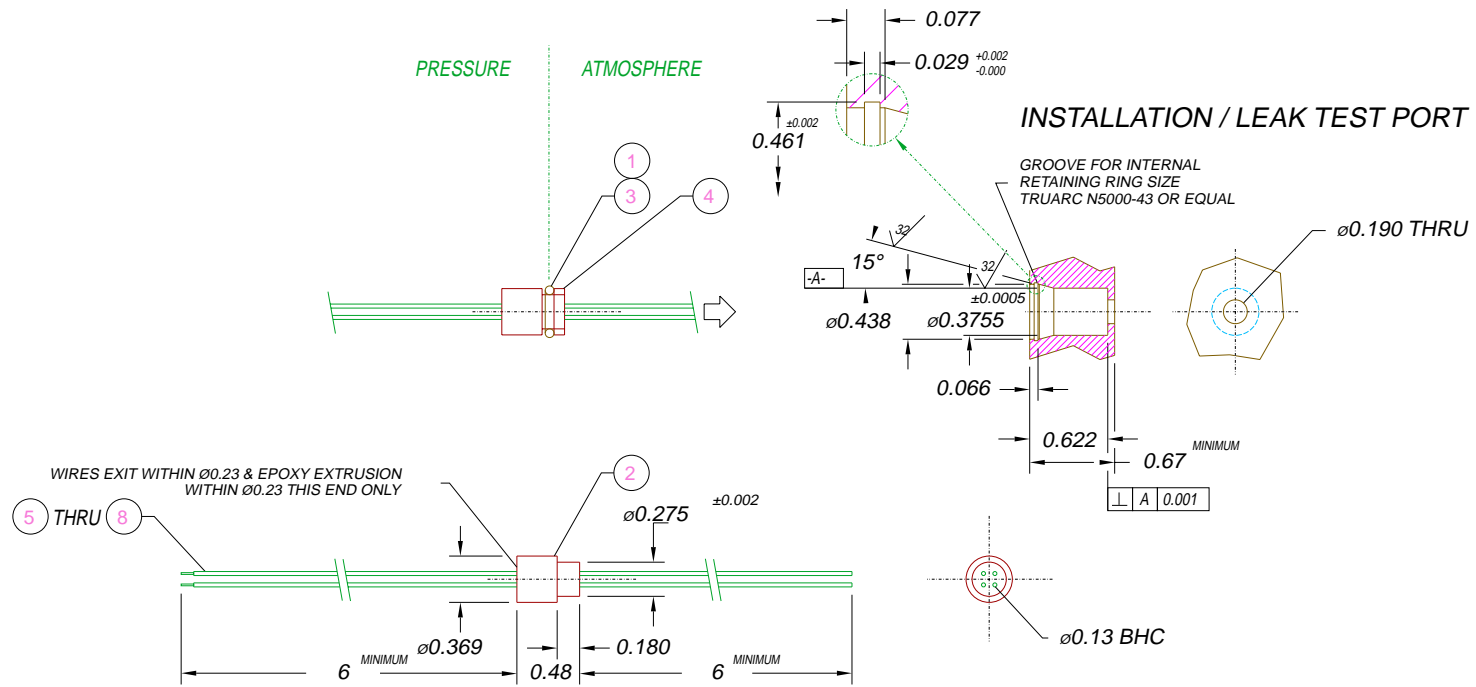 0.077
0.029 +0.002 -0.000
PRESSURE ATMOSPHERE
±0.002
0.461
INSTALLATION / LEAK TEST PORT
1
3
4
GROOVE FOR INTERNAL
RETAINING RING SIZE
TRUARC N5000-43 OR EQUAL
ø0.190 THRU
32
15°
32
-A-
±0.0005
ø0.438
ø0.3755
0.066
0.622
0.67 MINIMUM
⊥ A 0.001
WIRES EXIT WITHIN Ø0.23 & EPOXY EXTRUSION
WITHIN Ø0.23 THIS END ONLY
2
5 THRU 8
ø0.275 ±0.002
ø0.369
0.180
6 MINIMUM
0.48
6 MINIMUM
ø0.13 BHC